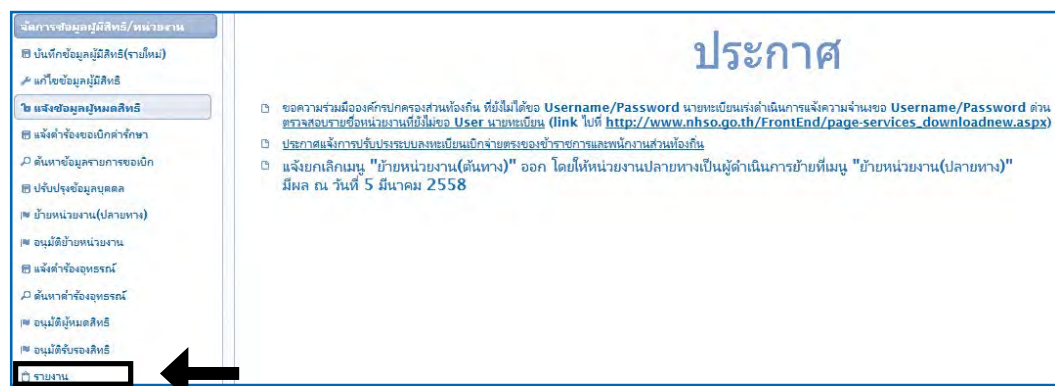 จัดการข้อมูลผู้มีสิทธิ/หน่วยงาน
บันทึกข้อมูลผู้มีสิทธิ(รายใหม่)
แก้ไขข้อมูลผู้มีสิทธิ
แจ้งข้อมูลผู้หมดสิทธิ
แจ้งคำร้องขอเบิกค่ารักษา
ค้นหาข้อมูลรายการขอเบิก
ปรับปรุงข้อมูลบุคคล
ย้ายหน่วยงาน(ปลายทาง)
อนุมัติย้ายหน่วยงาน
แจ้งคำร้องอุทธรณ์
ค้นหาคำร้องอุทธรณ์
อนุมัติผู้หมดสิทธิ
อนุมัติรับรองสิทธิ
รายงาน
ประกาศ
ขอความร่วมมือองค์กรปกครองส่วนท้องถิ่น ที่ยังไม่ได้ขอ Username/Password นายทะเบียนเร่งดำเนินการแจ้งความจำนงขอ Username/Password ด่วน
ตรวจสอบรายชื่อหน่วยงานที่ยังไม่ขอ User นายทะเบียน (link ไปที่ http://www.nhso.go.th/FrontEnd/page-services_downloadnew.aspx)
ประกาศแจ้งการปรับปรุงระบบลงทะเบียนเบิกจ่ายตรงของข้าราชการและพนักงานส่วนท้องถิ่น
แจ้งยกเลิกเมนู "ย้ายหน่วยงาน(ต้นทาง)" ออก โดยให้หน่วยงานปลายทางเป็นผู้ดำเนินการย้ายที่เมนู "ย้ายหน่วยงาน(ปลายทาง)"
มีผล ณ วันที่ 5 มีนาคม 2558